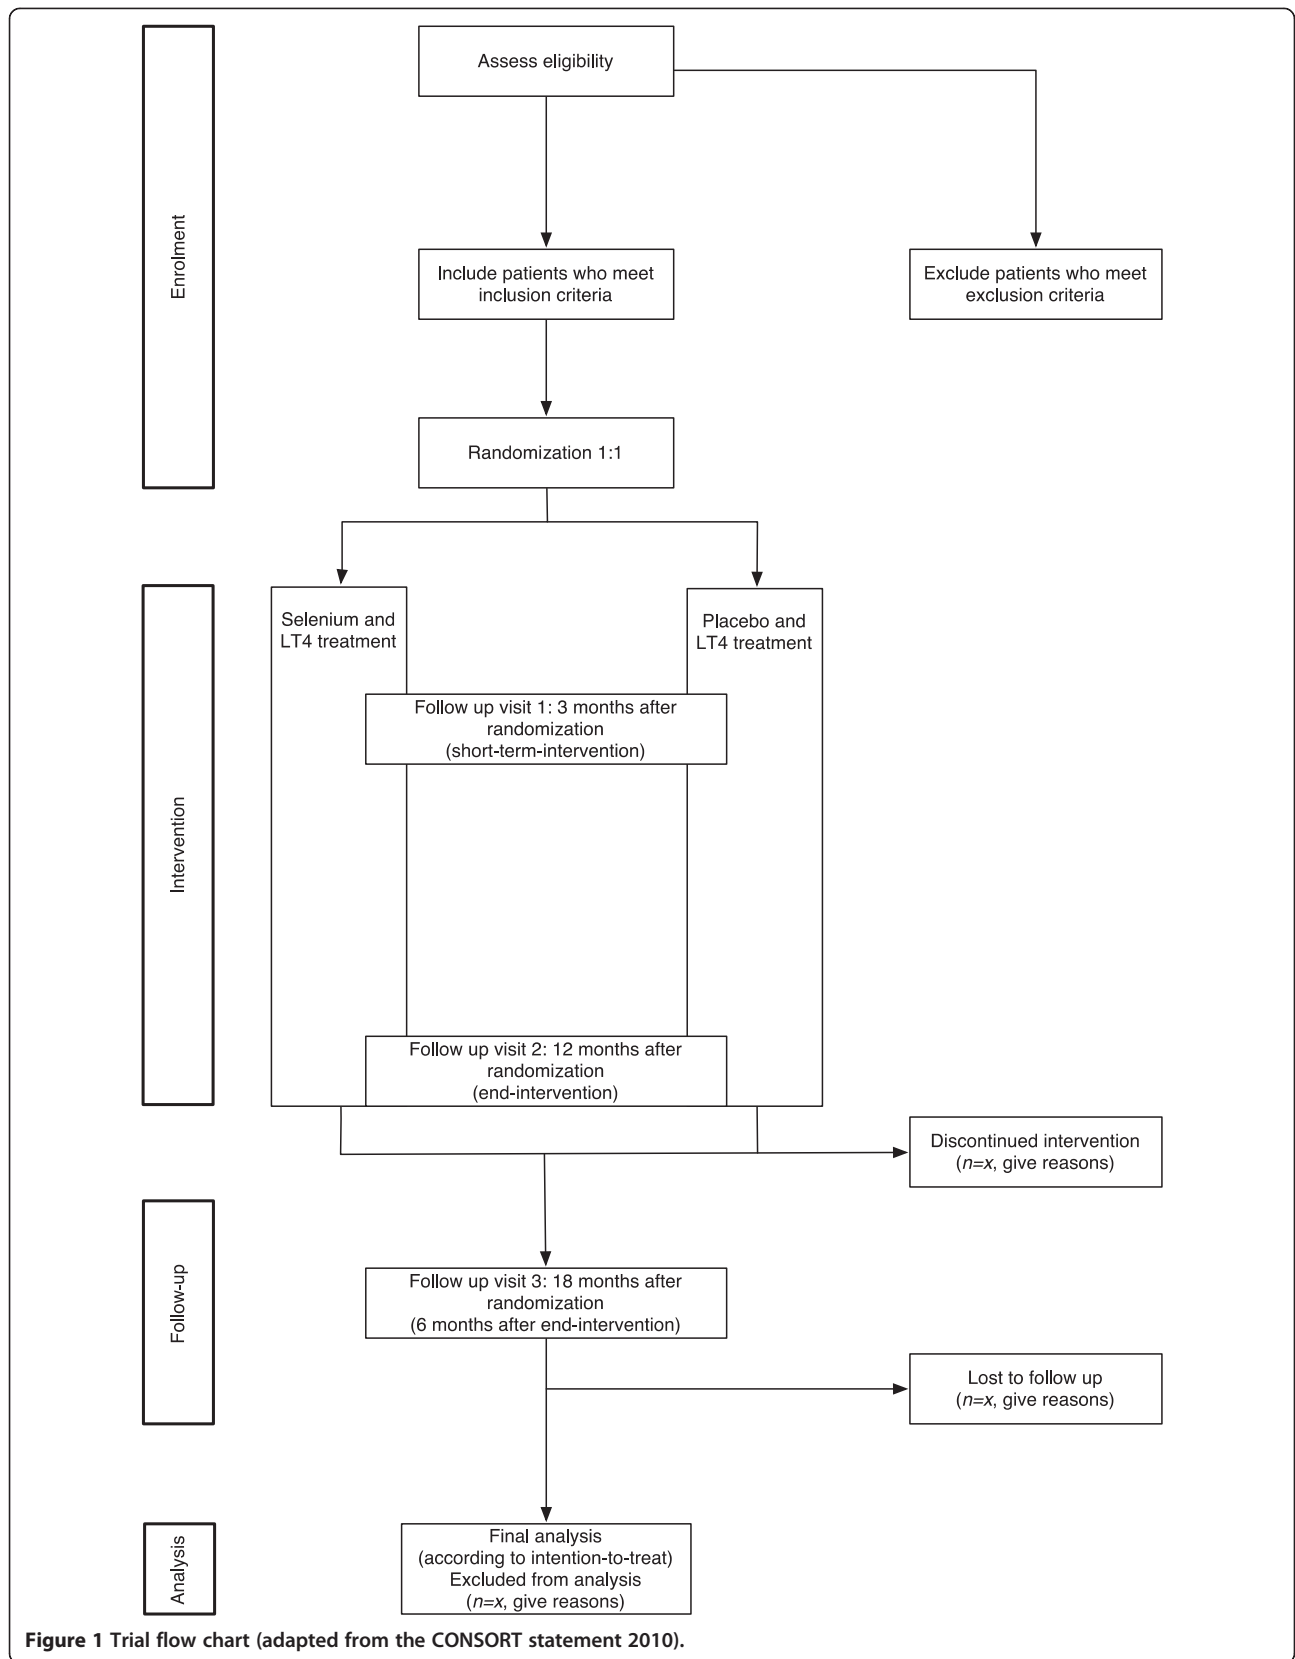 Enrolment
Assess eligibility
Include patients who meet
inclusion criteria
Exclude patients who meet
exclusion criteria
Randomization 1:1
Intervention
Selenium and
LT4 treatment
Placebo and
LT4 treatment
Follow up visit 1: 3 months after
randomization
(short-term-intervention)
Follow up visit 2: 12 months after
randomization
(end-intervention)
Discontinued intervention
(n=x, give reasons)
Follow-up
Follow up visit 3: 18 months after
randomization
(6 months after end-intervention)
Lost to follow up
(n=x, give reasons)
Analysis
Final analysis
(according to intention-to-treat)
Excluded from analysis
(n=x, give reasons)
Figure 1 Trial flow chart (adapted from the CONSORT statement 2010).